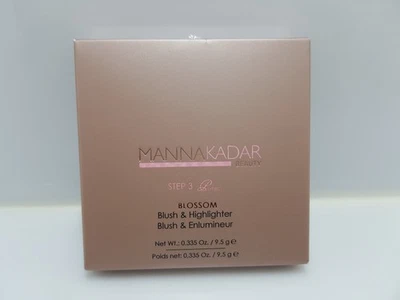 MANNAKADAR
BEAUTY
STEP 3
BLOSSOM
Blush & Highlighter
Blush & Enlumineur
Net Wt.: 0.335 Oz. / 9.5 g ℮
Poids net: 0.335 Oz. / 9.5 g ℮